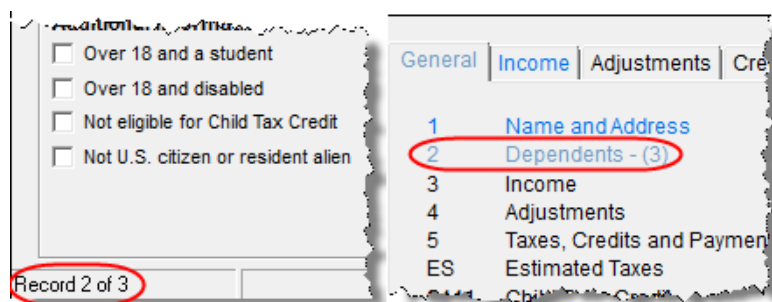 Over 18 and a student
Over 18 and disabled
Not eligible for Child Tax Credit
Not U.S. citizen or resident alien
Record 2 of 3
General Income Adjustments Cre
1 Name and Address
2 Dependents - (3)
3 Income
4 Adjustments
5 Taxes, Credits and Paymen
ES Estimated Taxes